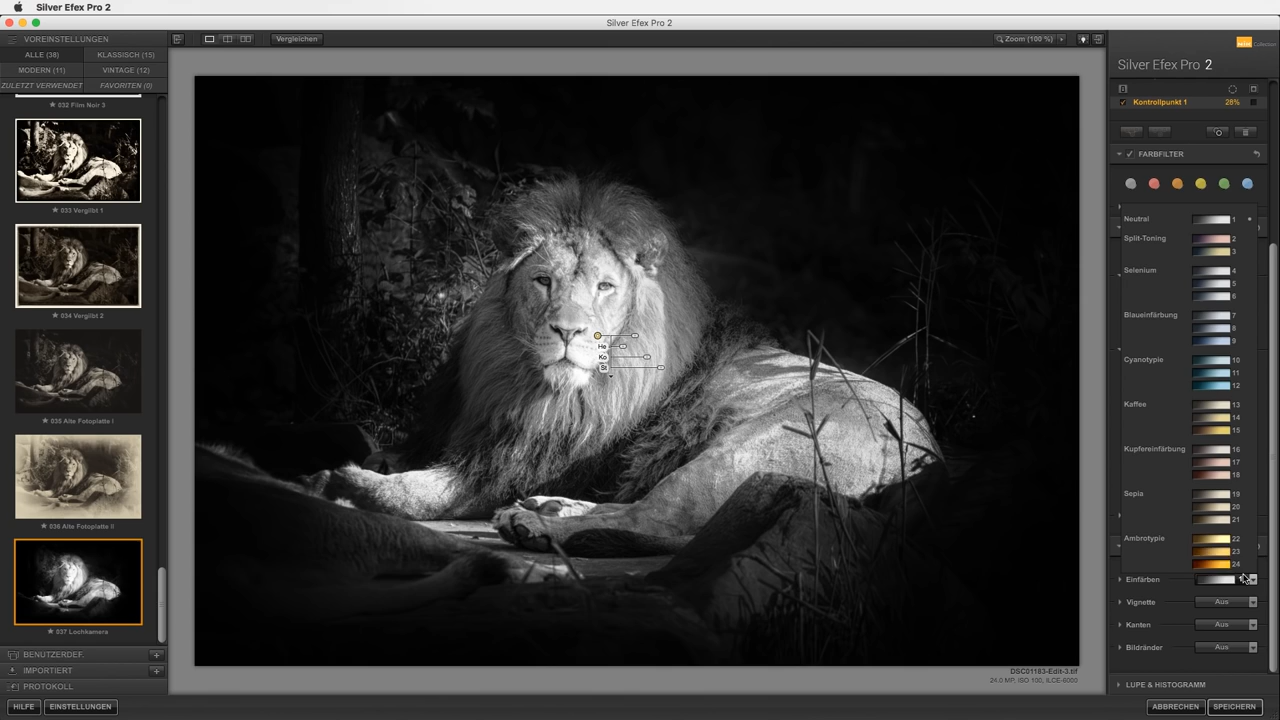 Silver Efex Pro 2
Silver Efex Pro 2
VOREINSTELLUNGEN
ALLE (38)
KLASSISCH (15)
MODERN (11)
VINTAGE (12)
ZULETZT VERWENDET
FAVORITEN (0)
032 Film Noir 3
033 Vergilbt 1
034 Vergilbt 2
035 Alte Fotoplatte I
036 Alte Fotoplatte II
037 Lochkamera
BENUTZERDEF.
IMPORTIERT
PROTOKOLL
HILFE
EINSTELLUNGEN
Vergleichen
Zoom (100 %)
He
Ko
St
DSC01183-Edit-3.tif
24.0 MP, ISO 100, ILCE-6000
Collection
Silver Efex Pro 2
Kontrollpunkt 1 28%
FARBFILTER
Neutral 1
Split-Toning 2
3
Selenium 4
5
6
Blaueinfärbung 7
8
9
Cyanotypie 10
11
12
Kaffee 13
14
15
Kupfereinfärbung 16
17
18
Sepia 19
20
21
Ambrotypie 22
23
24
Einfärben
Vignette Aus
Kanten Aus
Bildränder Aus
LUPE & HISTOGRAMM
ABBRECHEN
SPEICHERN